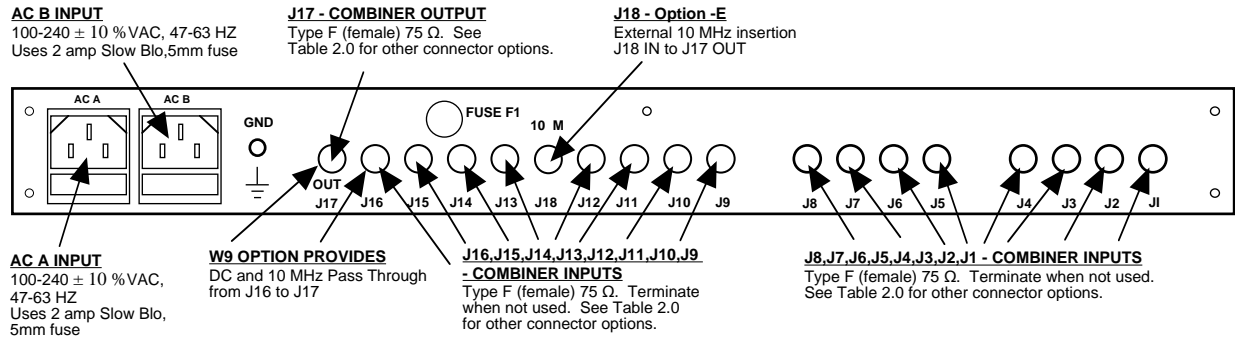 AC B INPUT
100-240 ± 10 %VAC, 47-63 HZ
Uses 2 amp Slow Blo,5mm fuse
J17 - COMBINER OUTPUT
Type F (female) 75 Ω. See
Table 2.0 for other connector options.
J18 - Option -E
External 10 MHz insertion
J18 IN to J17 OUT
AC A
AC B
GND
FUSE F1
10 M
OUT
J17
J16
J15
J14
J13
J18
J12
J11
J10
J9
J8
J7
J6
J5
J4
J3
J2
JI
AC A INPUT
100-240 ± 10 %VAC,
47-63 HZ
Uses 2 amp Slow Blo,
5mm fuse
W9 OPTION PROVIDES
DC and 10 MHz Pass Through
from J16 to J17
J16,J15,J14,J13,J12,J11,J10,J9
- COMBINER INPUTS
Type F (female) 75 Ω. Terminate
when not used. See Table 2.0
for other connector options.
J8,J7,J6,J5,J4,J3,J2,J1 - COMBINER INPUTS
Type F (female) 75 Ω. Terminate when not used.
See Table 2.0 for other connector options.